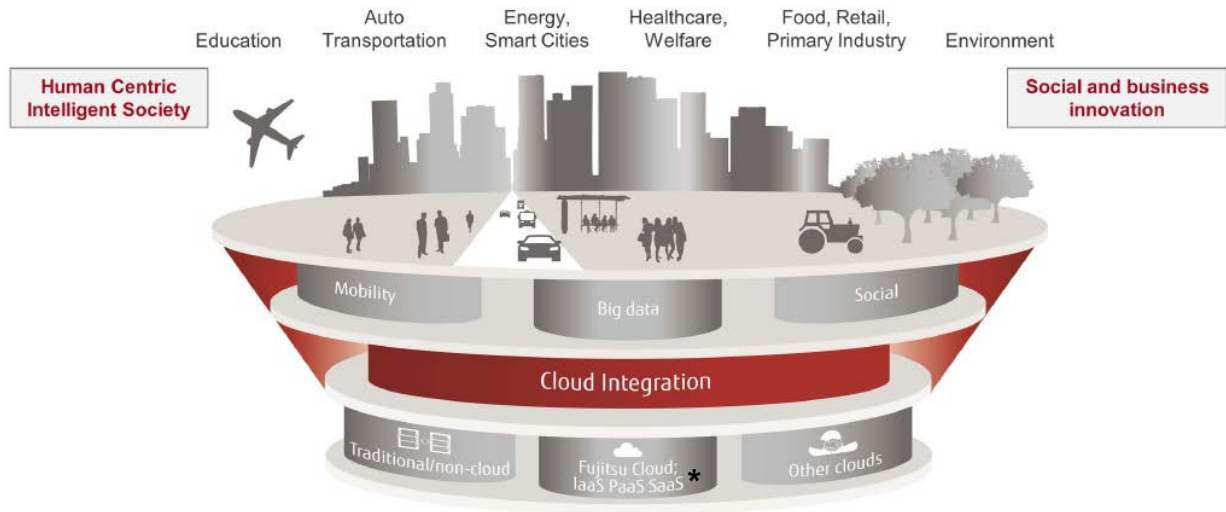 Education
Auto
Transportation
Energy,
Smart Cities
Healthcare,
Welfare
Food, Retail,
Primary Industry
Environment
Human Centric
Intelligent Society
Social and business
innovation
Mobility
Big data
Social
Cloud Integration
Traditional/non-cloud
Fujitsu Cloud;
IaaS PaaS SaaS *
Other clouds